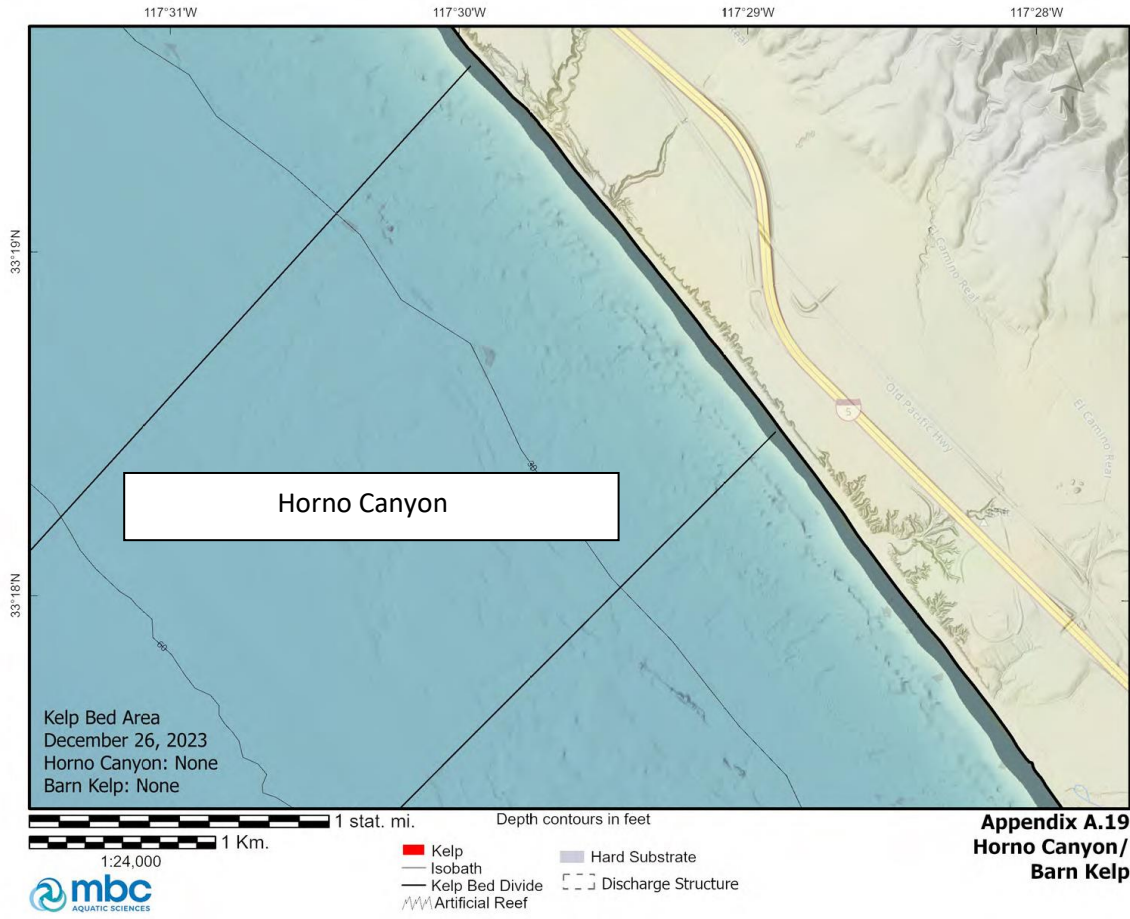 117°31'W
117°30'W
117°29'W
117°28'W
Real
N
33°19'N
El Camino Real
5
Old Pacific Hwy
El Camino Real
30
Horno Canyon
33°18'N
60
Kelp Bed Area
December 26, 2023
Horno Canyon: None
Barn Kelp: None
1 stat. mi.
1 Km.
1:24,000
mbc
AQUATIC SCIENCES
Depth contours in feet
Kelp
Isobath
Kelp Bed Divide
Artificial Reef
Hard Substrate
Discharge Structure
Appendix A.19
Horno Canyon/
Barn Kelp